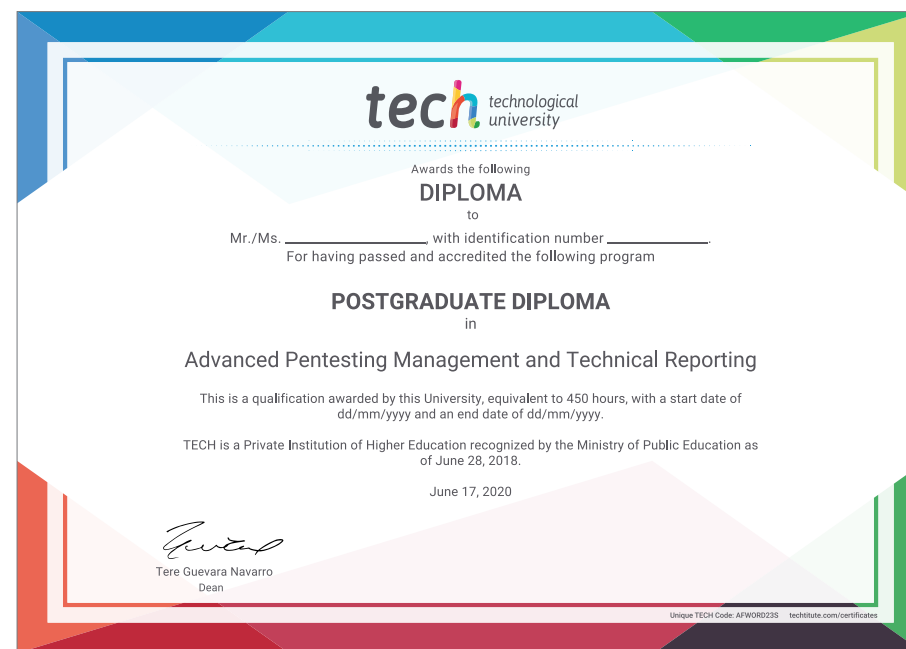 tech technological
university
Awards the following
DIPLOMA
to
Mr./Ms. ____________________, with identification number ______________.
For having passed and accredited the following program
POSTGRADUATE DIPLOMA
in
Advanced Pentesting Management and Technical Reporting
This is a qualification awarded by this University, equivalent to 450 hours, with a start date of
dd/mm/yyyy and an end date of dd/mm/yyyy.
TECH is a Private Institution of Higher Education recognized by the Ministry of Public Education as
of June 28, 2018.
June 17, 2020
Tere Guevara Navarro
Dean
Unique TECH Code: AFWORD23S techtitute.com/certificates